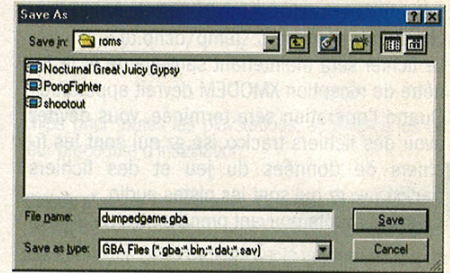 Save As
Save in: roms
Nocturnal Great Juicy Gypsy
PongFighter
shootout
File name: dumpedgame.gba
Save
Save as type: GBA Files (*.gba;*.bin;*.dat;*.sav)
Cancel